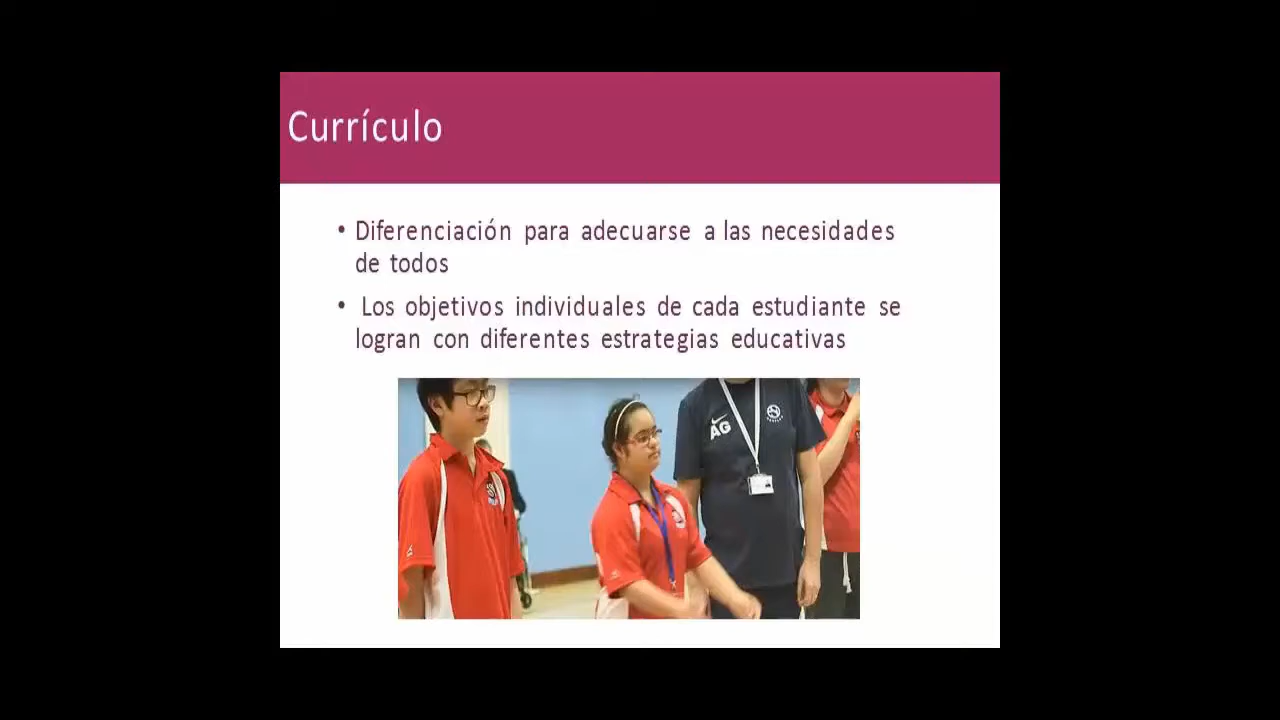 Currículo
• Diferenciación para adecuarse a las necesidades
de todos
• Los objetivos individuales de cada estudiante se
logran con diferentes estrategias educativas
AG